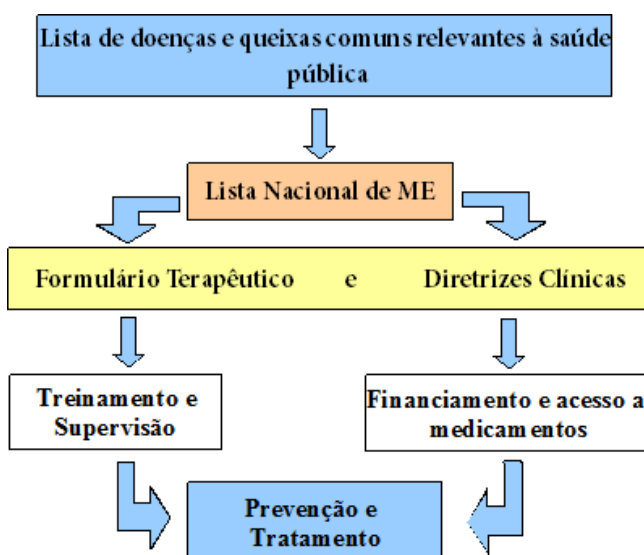 Lista de doenças e queixas comuns relevantes à saúde
pública
Lista Nacional de ME
Formulário Terapêutico e Diretrizes Clínicas
Treinamento e
Supervisão
Financiamento e acesso a
medicamentos
Prevenção e
Tratamento